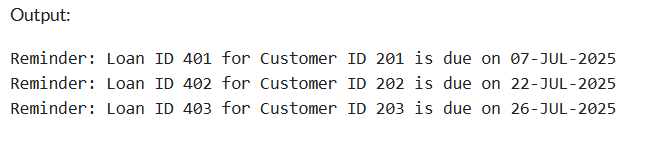 Output:
Reminder: Loan ID 401 for Customer ID 201 is due on 07-JUL-2025
Reminder: Loan ID 402 for Customer ID 202 is due on 22-JUL-2025
Reminder: Loan ID 403 for Customer ID 203 is due on 26-JUL-2025